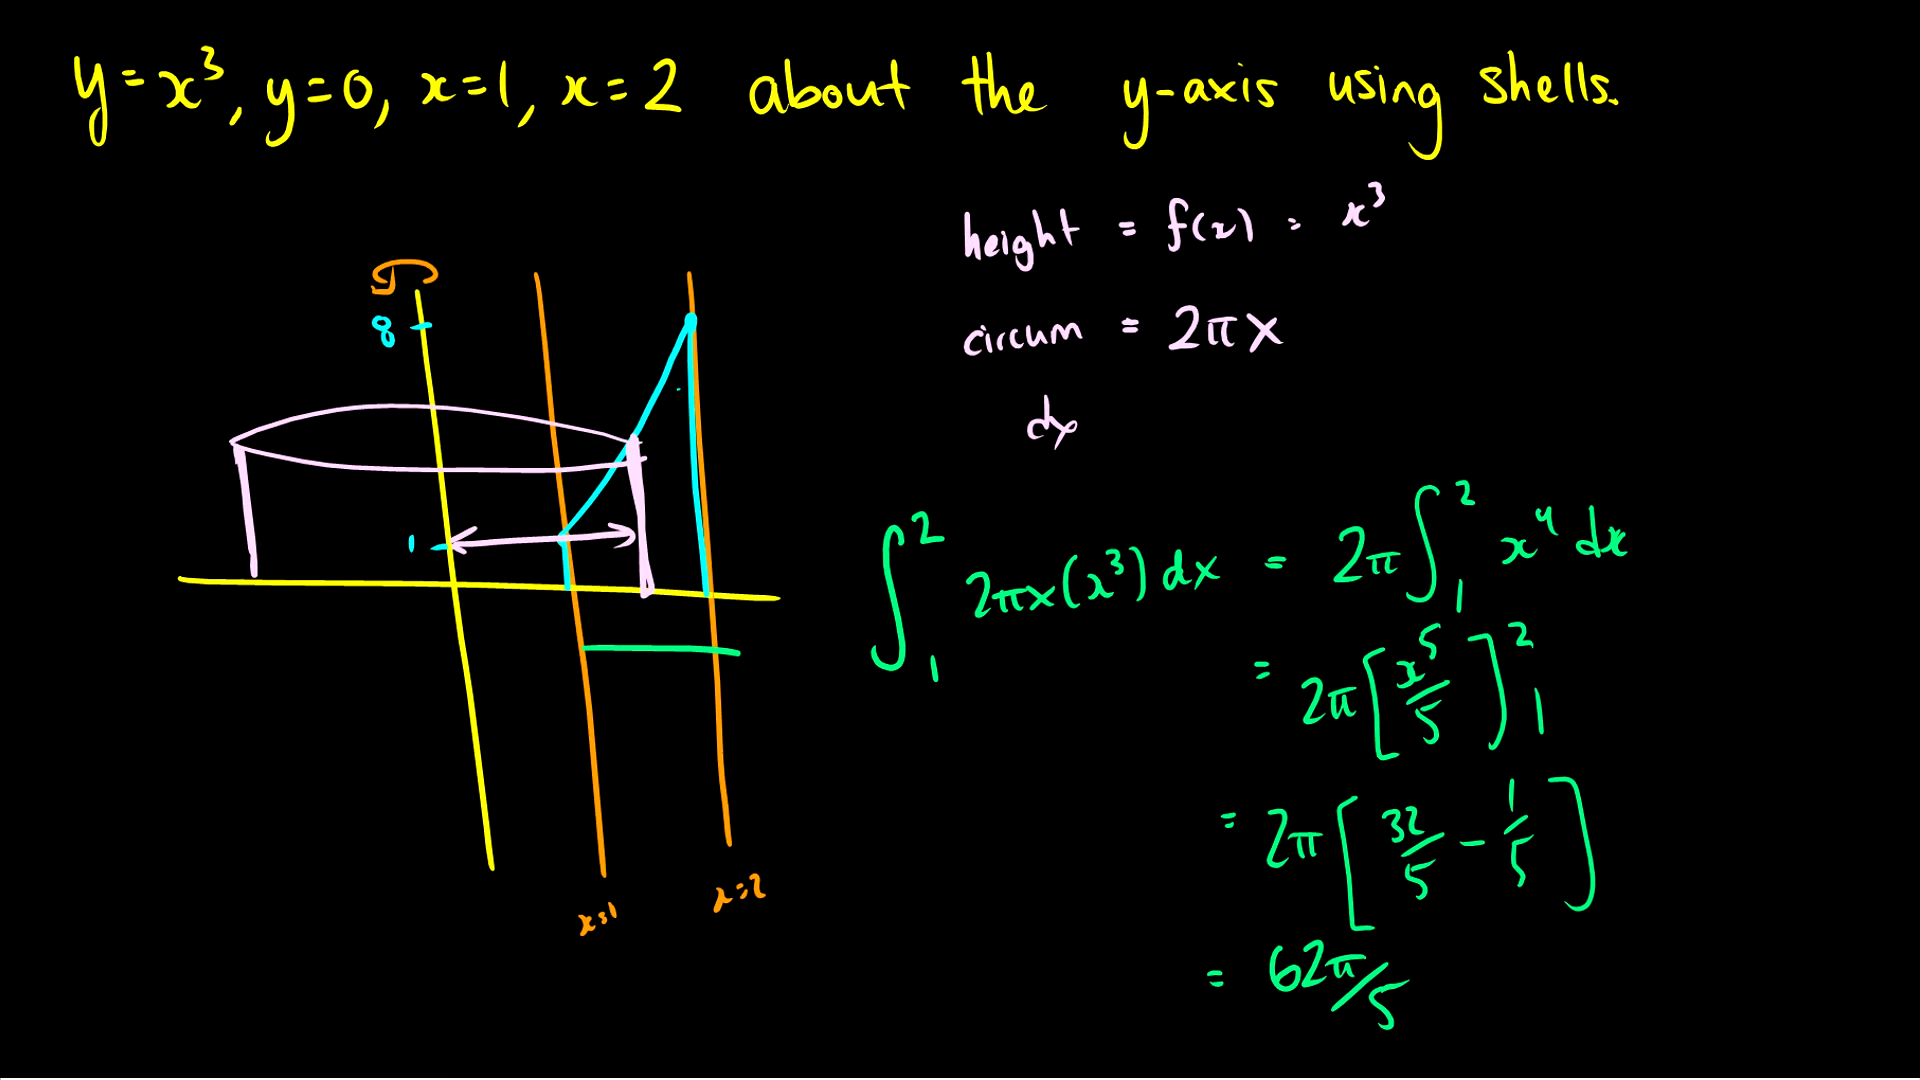 y=x³, y=0, x=1, x=2 about the y-axis using shells.
height = f(x) = x³
circum = 2πx
dx
8
1
x=1
x=2
∫₁² 2πx(x³)dx = 2π∫₁² x⁴ dx
= 2π[x⁵/5]₁²
= 2π[32/5 - 1/5]
= 62π/5